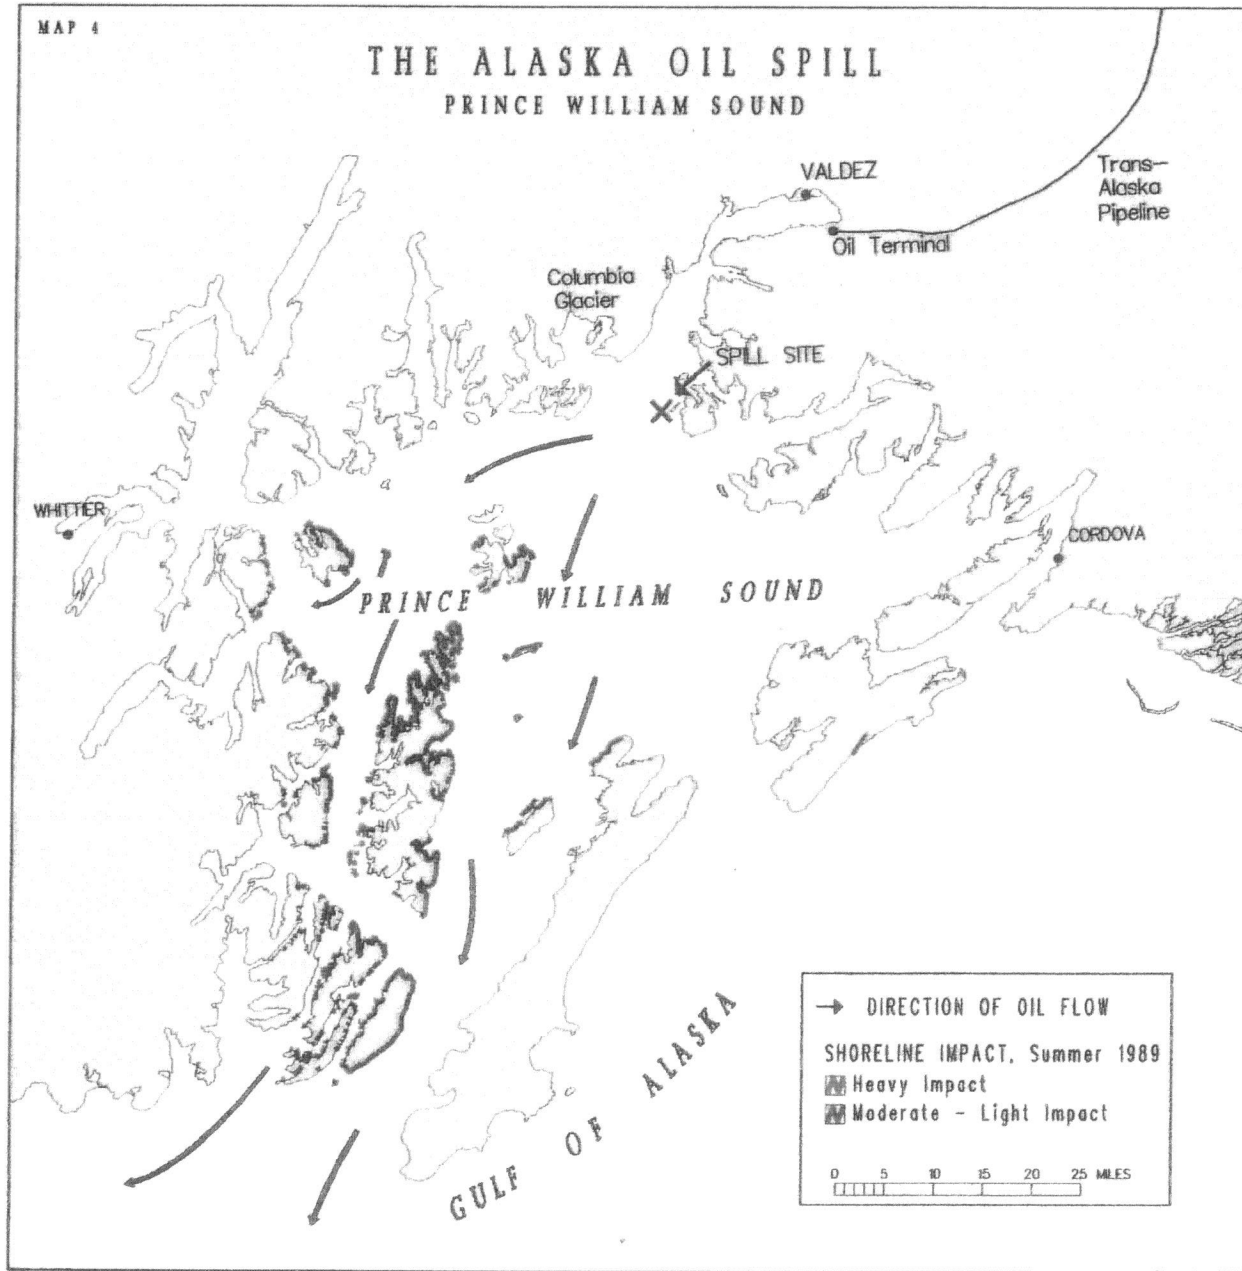 MAP 4
THE ALASKA OIL SPILL
PRINCE WILLIAM SOUND
VALDEZ
Trans-
Alaska
Pipeline
Oil Terminal
Columbia
Glacier
SPILL SITE
WHITTIER
CORDOVA
PRINCE WILLIAM SOUND
GULF OF ALASKA
→ DIRECTION OF OIL FLOW
SHORELINE IMPACT, Summer 1989
Heavy Impact
Moderate - Light Impact
0 5 10 15 20 25 MILES